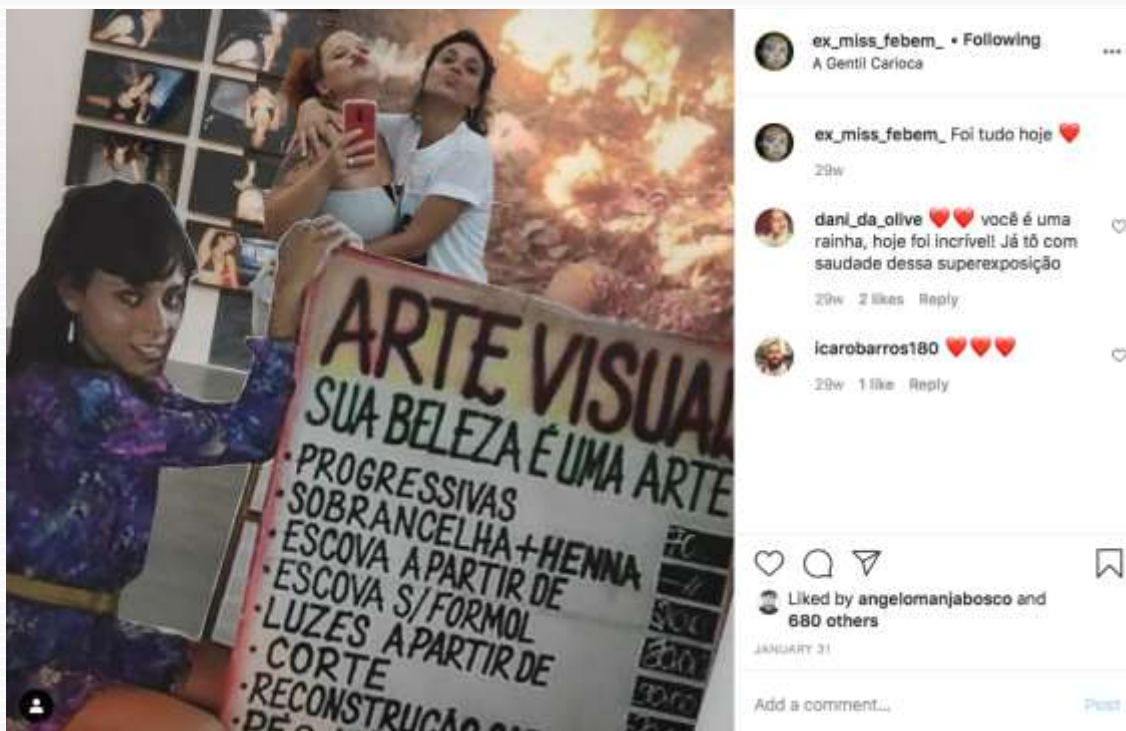 ARTE VISUAL
SUA BELEZA É UMA ARTE
• PROGRESSIVAS
• SOBRANCELHA + HENNA
• ESCOVA A PARTIR DE
• ESCOVA S/ FORMOL
• LUZES A PARTIR DE
• CORTE
• RECONSTRUÇÃO
ex_miss_febem_ • Following
A Gentil Carioca
ex_miss_febem_ Foi tudo hoje ❤️
29w
dani_da_olive ❤️❤️ você é uma
rainha, hoje foi incrível! Já tô com
saudade dessa superexposição
29w 2 likes Reply
icarobarros180 ❤️❤️❤️
29w 1 like Reply
Liked by angelomanjabosco and
680 others
JANUARY 31
Add a comment... Post